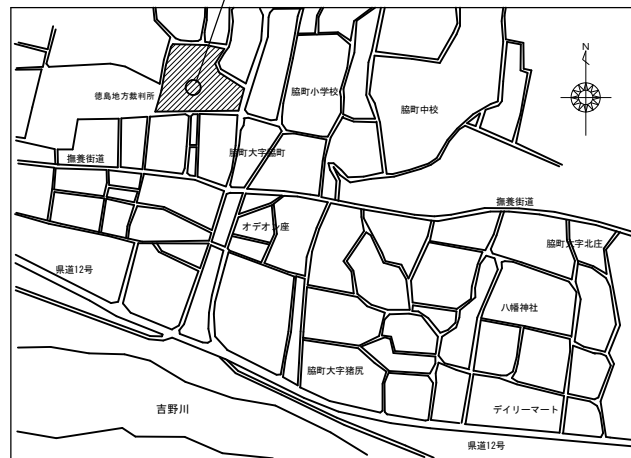 N
徳島地方裁判所
脇町小学校
脇町中校
撫養街道
脇町大字脇町
撫養街道
オデオン座
脇町大字北庄
県道12号
八幡神社
脇町大字猪尻
吉野川
デイリーマート
県道12号